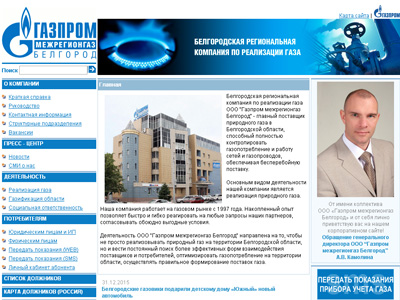 ГАЗПРОМ
МЕЖРЕГИОНГАЗ
БЕЛГОРОД
Карта сайта
ГАЗПРОМ
БЕЛГОРОДСКАЯ РЕГИОНАЛЬНАЯ
КОМПАНИЯ ПО РЕАЛИЗАЦИИ ГАЗА
Поиск
О КОМПАНИИ
Краткая справка
Руководство
Контактная информация
Структурные подразделения
Вакансии
ПРЕСС - ЦЕНТР
Новости
СМИ о нас
ДЕЯТЕЛЬНОСТЬ
Реализация газа
Газификация области
Социальная ответственность
ПОТРЕБИТЕЛЯМ
Юридическим лицам и ИП
Физическим лицам
Передать показания (WEB)
Передать показания (SMS)
Личный кабинет абонента
СПИСОК ДОЛЖНИКОВ
КАРТА ДОЛЖНИКОВ (РОССИЯ)
Главная
Белгородская региональная
компания по реализации газа
ООО "Газпром межрегионгаз
Белгород" - главный поставщик
природного газа в
Белгородской области,
способный полностью
контролировать
газопотребление и работу
сетей и газопроводов,
обеспечивая бесперебойную
поставку.
Основным видом деятельности
нашей компании является
реализация природного газа.
Наша компания работает на газовом рынке с 1997 года. Накопленный опыт
позволяет быстро и гибко реагировать на любые запросы наших партнеров,
согласовывать обоюдно выгодные условия.
Деятельность ООО "Газпром межрегионгаз Белгород" направлена на то, чтобы
не просто реализовывать природный газ на территории Белгородской области,
но и вести постоянный поиск более эффективных форм взаимодействия
поставщиков и потребителей, оптимизировать газопотребление на территории
области, осуществлять правильное формирование политики поставок.
31.12.2015
Белгородские газовики подарили детскому дому «Южный» новый
автомобиль
От имени коллектива
ООО «Газпром межрегионгаз
Белгород» и от себя лично
приветствую вас на нашем
корпоративном сайте!
Обращение генерального
директора ООО "Газпром
межрегионгаз Белгород"
А.П. Камелина
ПЕРЕДАТЬ ПОКАЗАНИЯ
ПРИБОРА УЧЕТА ГАЗА